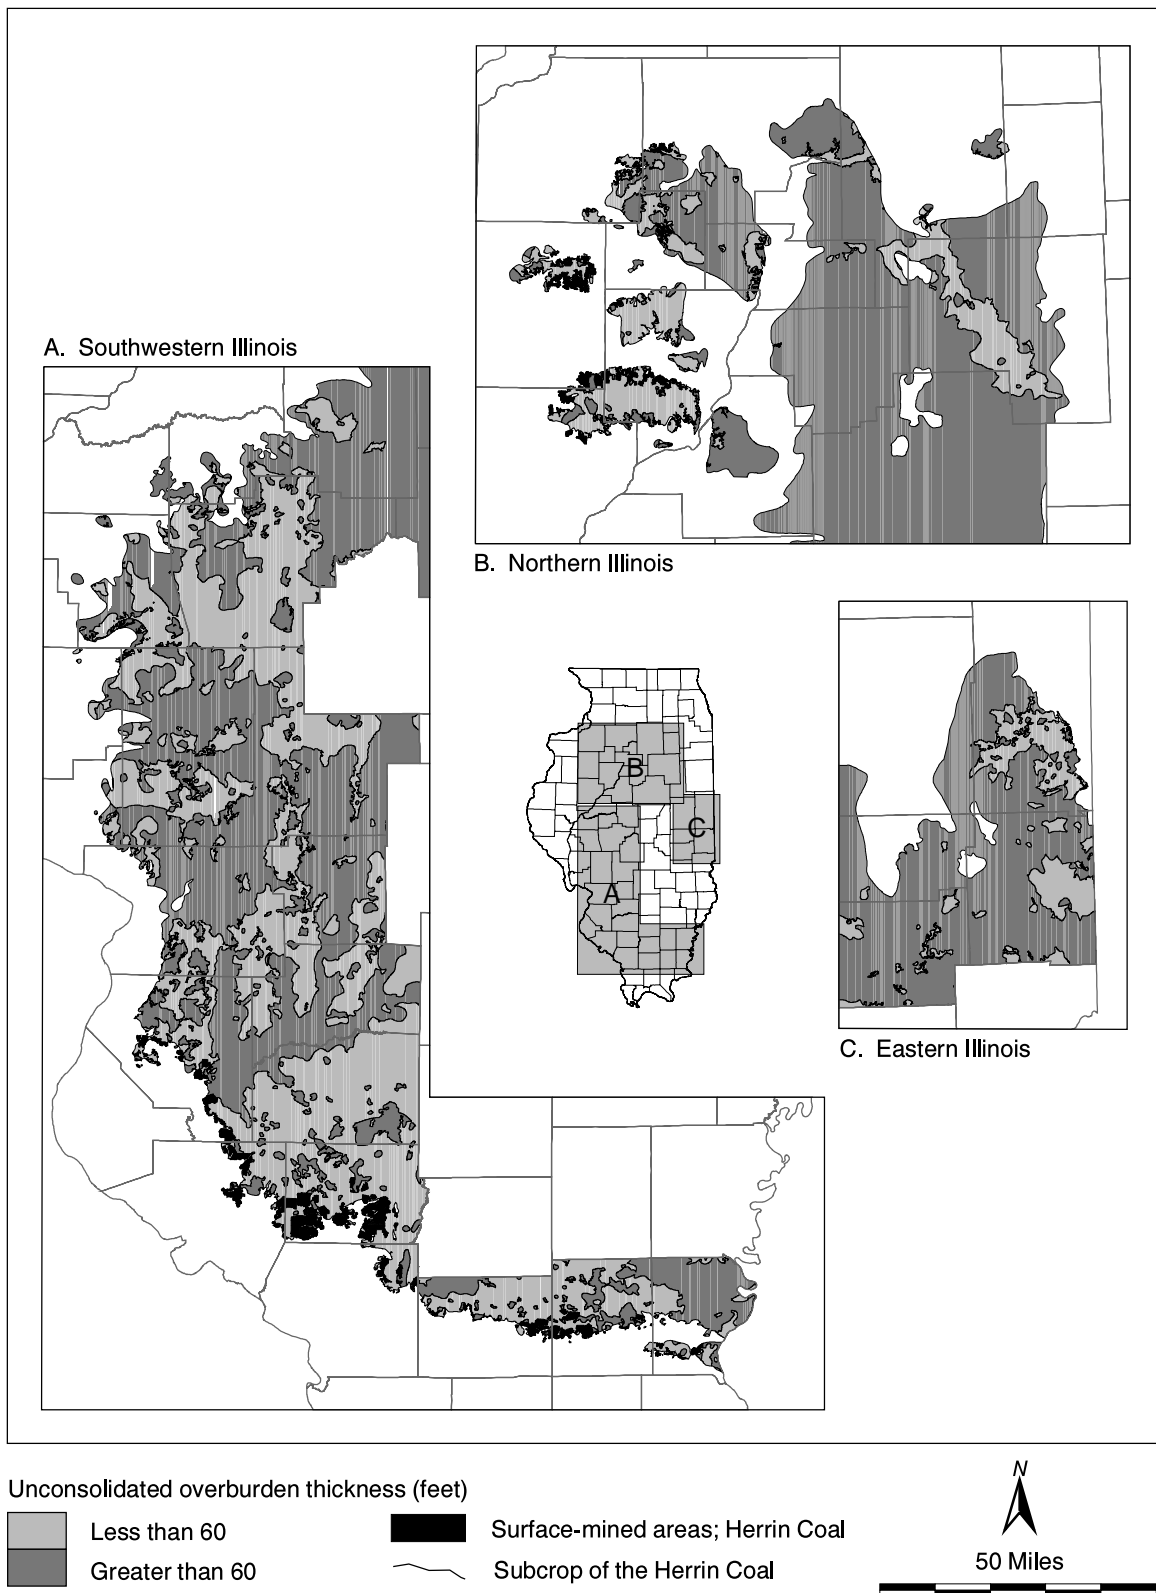 A. Southwestern Illinois
B. Northern Illinois
B
C
A
C. Eastern Illinois
Unconsolidated overburden thickness (feet)
Less than 60
Greater than 60
Surface-mined areas; Herrin Coal
Subcrop of the Herrin Coal
N
50 Miles